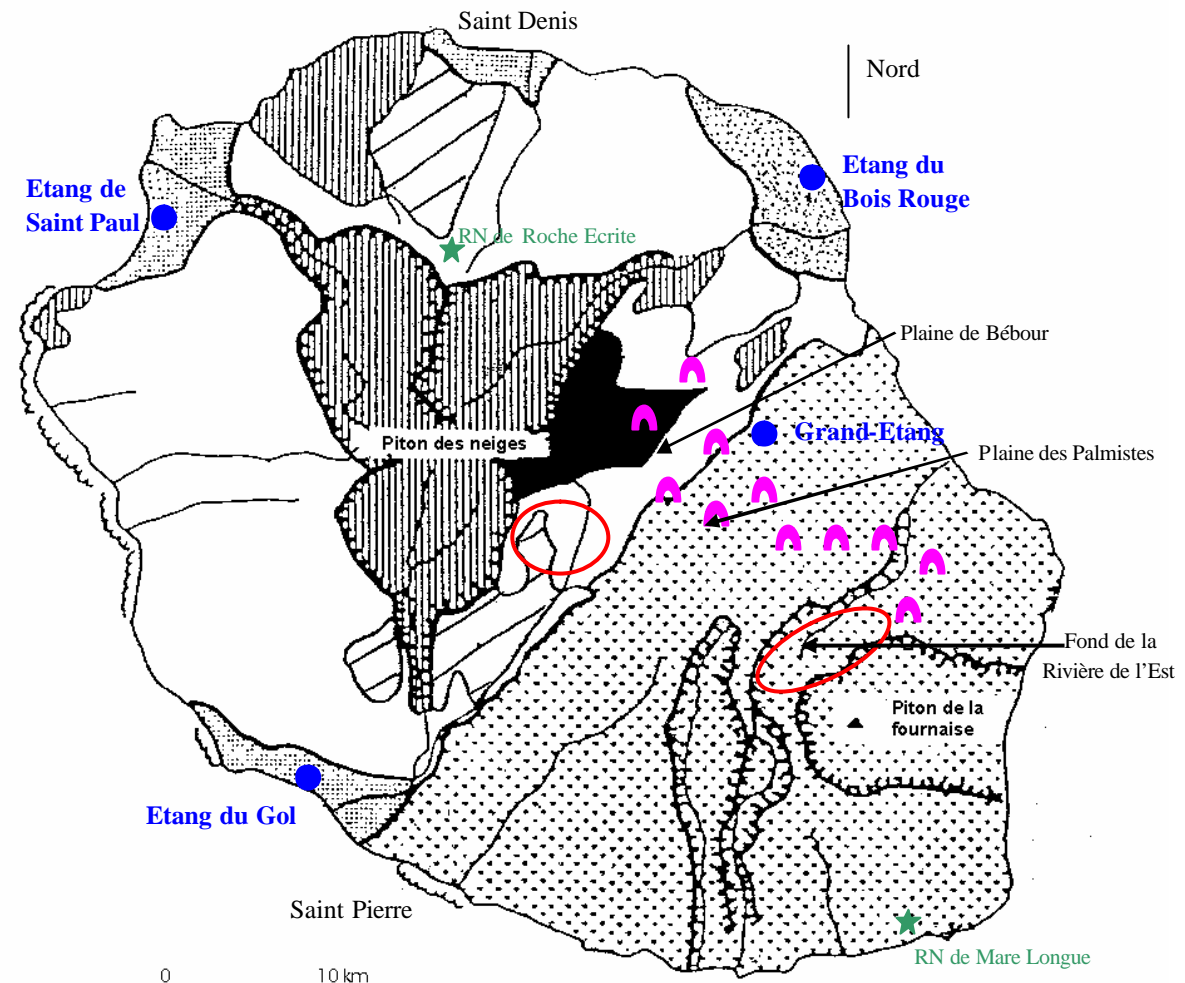 Saint Denis
Nord
Etang de
Saint Paul
Etang du
Bois Rouge
RN de Roche Ecrite
Plaine de Bébour
Piton des neiges
Grand-Etang
Plaine des Palmistes
Fond de la
Rivière de l'Est
Piton de la
fournaise
Etang du Gol
Saint Pierre
RN de Mare Longue
0 10 km